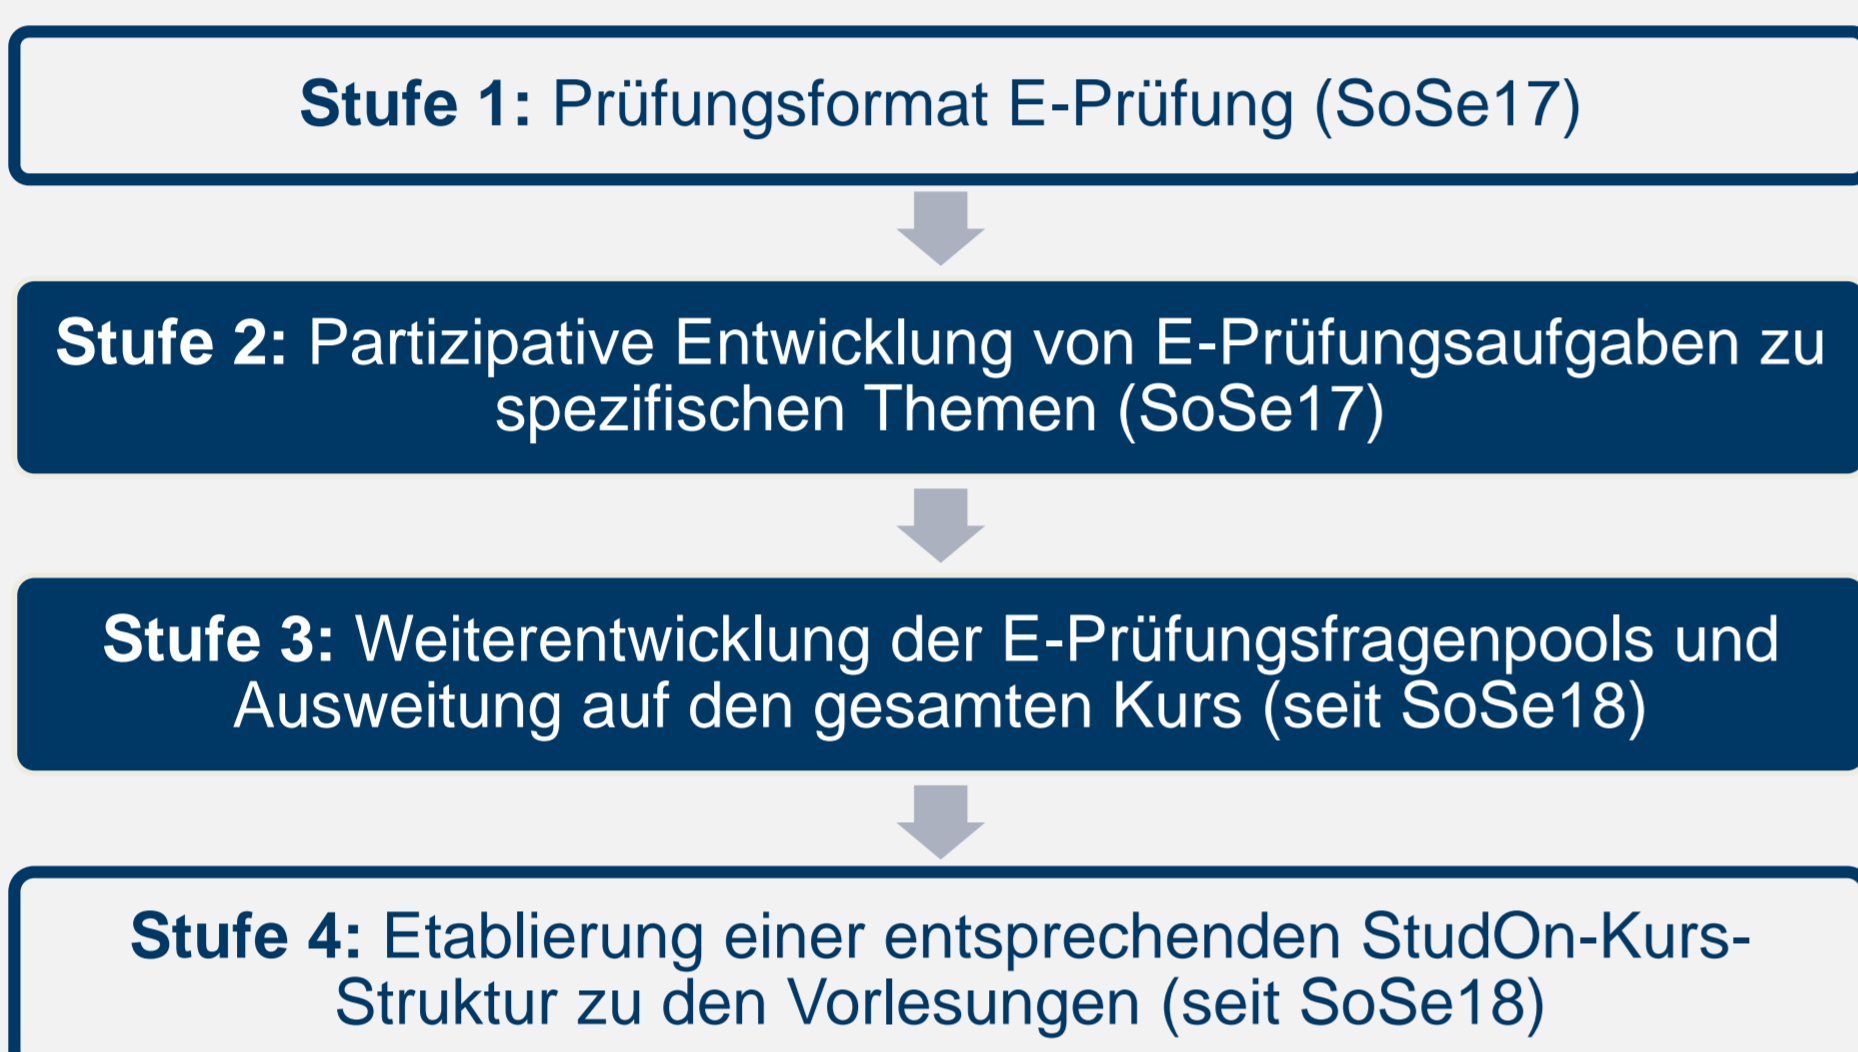 Stufe 1: Prüfungsformat E-Prüfung (SoSe17)
Stufe 2: Partizipative Entwicklung von E-Prüfungsaufgaben zu
spezifischen Themen (SoSe17)
Stufe 3: Weiterentwicklung der E-Prüfungsfragenpools und
Ausweitung auf den gesamten Kurs (seit SoSe18)
Stufe 4: Etablierung einer entsprechenden StudOn-Kurs-
Struktur zu den Vorlesungen (seit SoSe18)